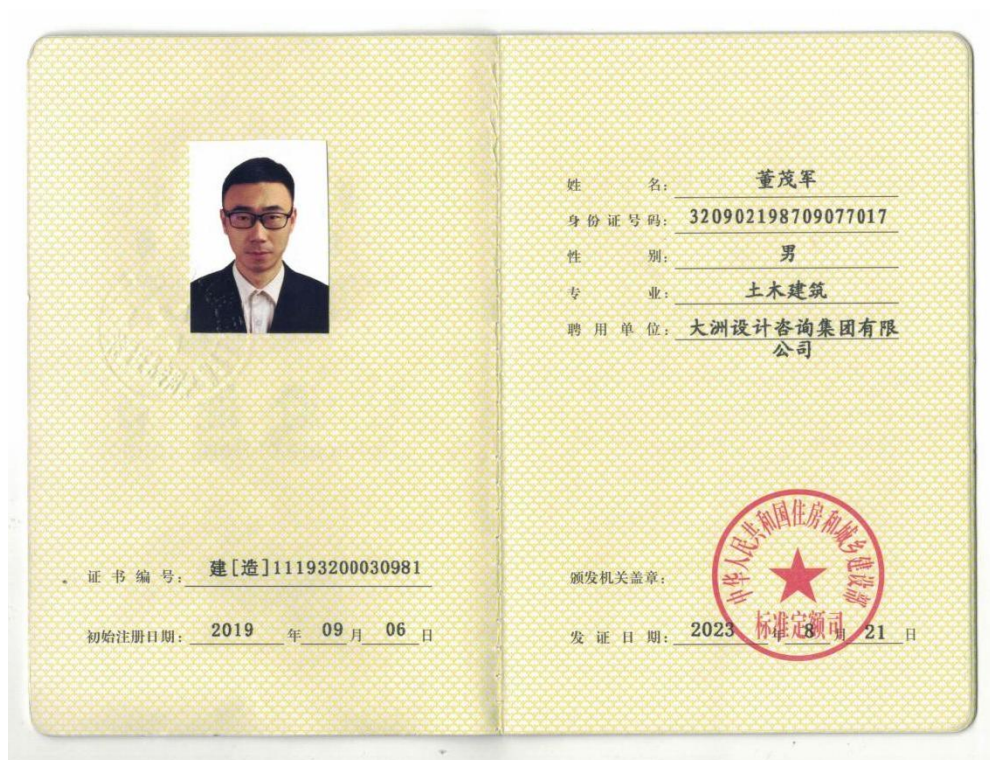 证书编号: 建[造]11193200030981
初始注册日期: 2019 年 09 月 06 日
姓名: 董茂军
身份证号码: 320902198709077017
性别: 男
专业: 土木建筑
聘用单位: 大洲设计咨询集团有限
公司
中华人民共和国住房和城乡建设部
标准定额司
颁发机关盖章:
发证日期: 2023 年 8 月 21 日